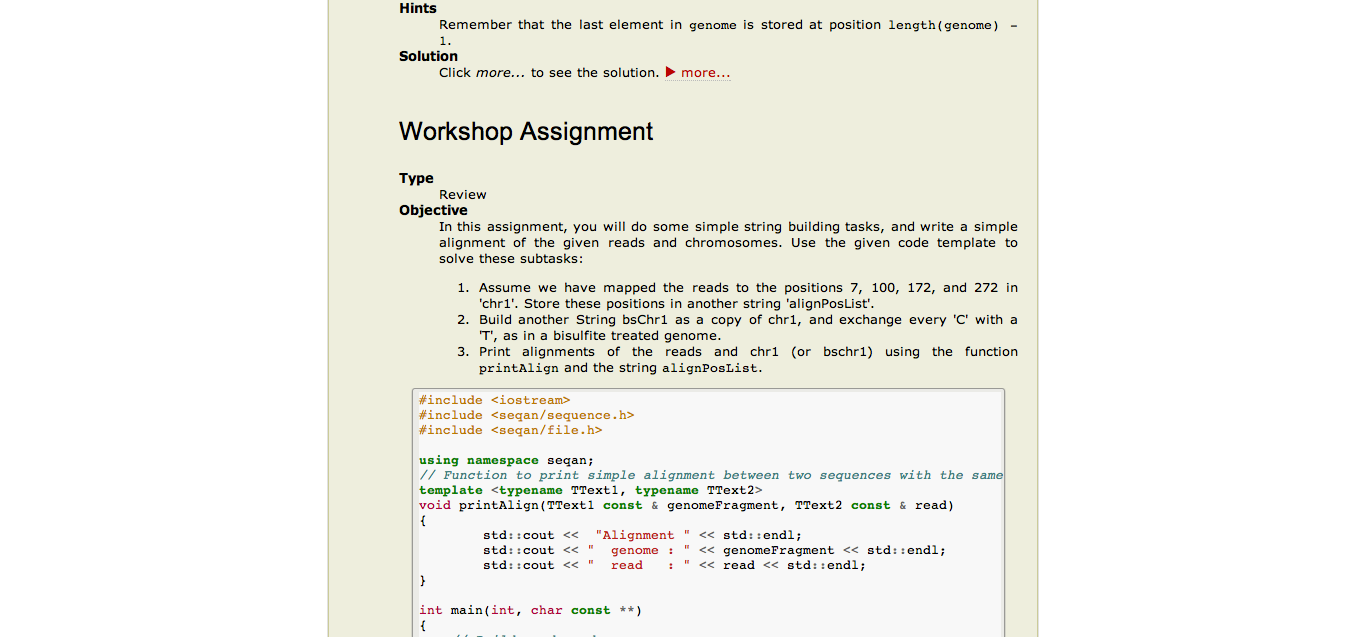 Hints
Remember that the last element in genome is stored at position length(genome) -
1.
Solution
Click more... to see the solution. ▶ more...
Workshop Assignment
Type
Review
Objective
In this assignment, you will do some simple string building tasks, and write a simple
alignment of the given reads and chromosomes. Use the given code template to
solve these subtasks:
1. Assume we have mapped the reads to the positions 7, 100, 172, and 272 in
'chr1'. Store these positions in another string 'alignPosList'.
2. Build another String bsChr1 as a copy of chr1, and exchange every 'C' with a
'T', as in a bisulfite treated genome.
3. Print alignments of the reads and chr1 (or bschr1) using the function
printAlign and the string alignPosList.
#include <iostream>
#include <seqan/sequence.h>
#include <seqan/file.h>
using namespace seqan;
// Function to print simple alignment between two sequences with the same
template <typename TText1, typename TText2>
void printAlign(TText1 const & genomeFragment, TText2 const & read)
{
std::cout <<  "Alignment " << std::endl;
std::cout << "  genome : " << genomeFragment << std::endl;
std::cout << "  read   : " << read << std::endl;
}
int main(int, char const **)
{